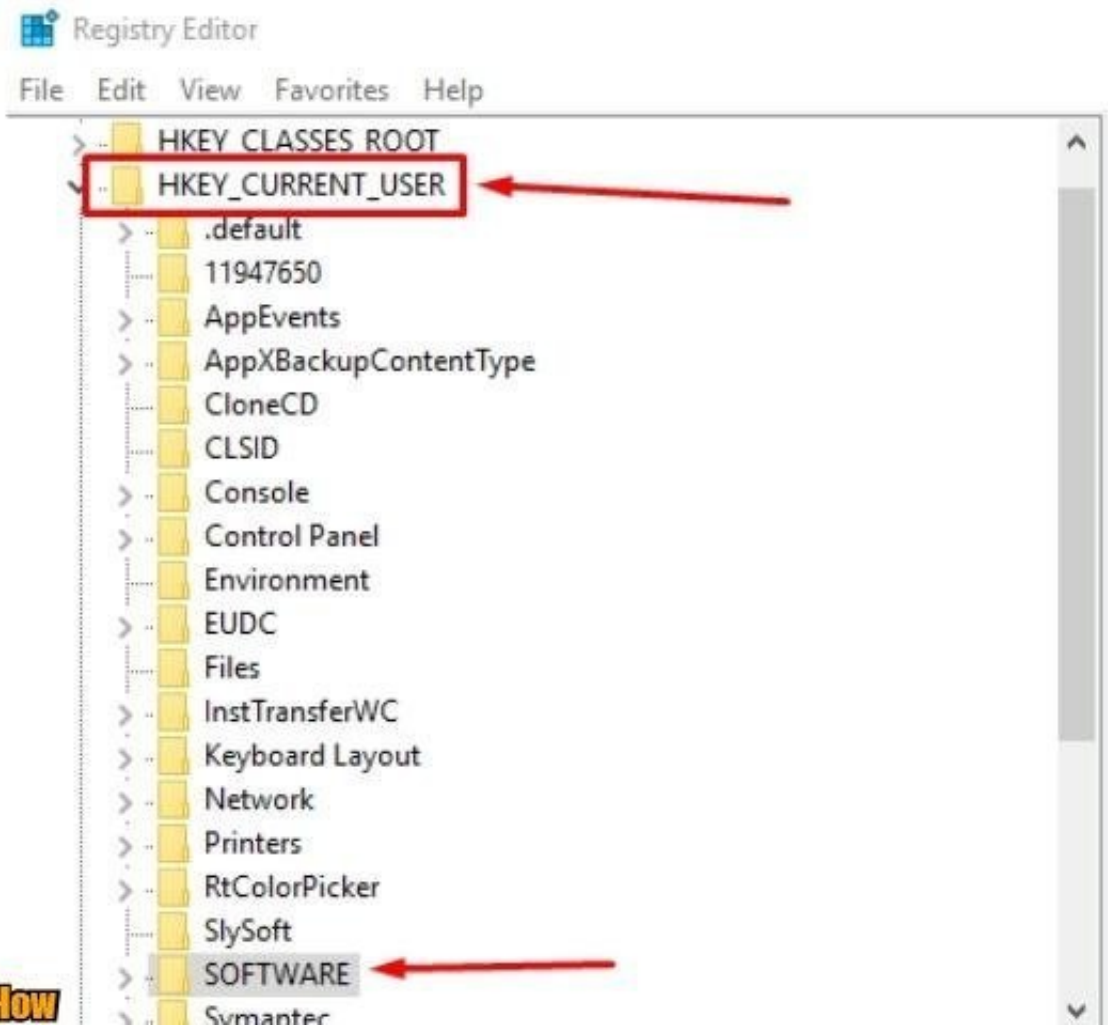 Registry Editor
File Edit View Favorites Help
HKEY_CLASSES_ROOT
HKEY_CURRENT_USER
.default
11947650
AppEvents
AppXBackupContentType
CloneCD
CLSID
Console
Control Panel
Environment
EUDC
Files
InstTransferWC
Keyboard Layout
Network
Printers
RtColorPicker
SlySoft
SOFTWARE
How
Symantec